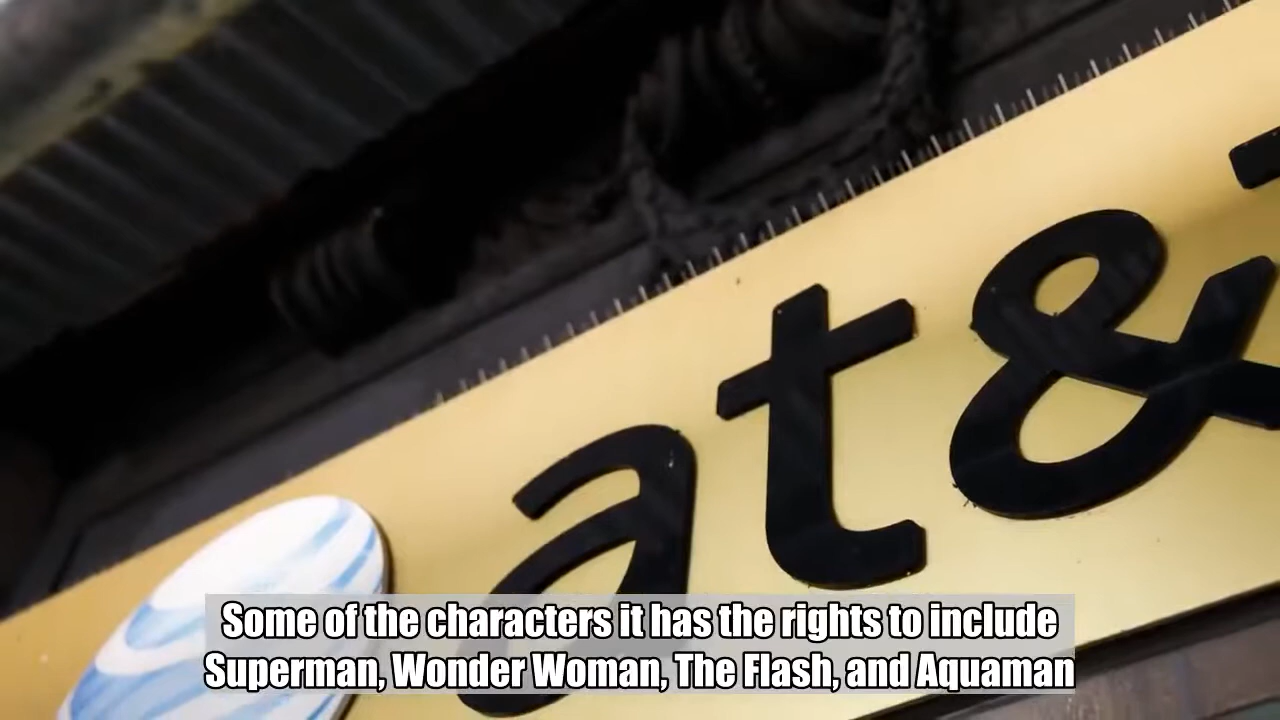 at&
Some of the characters it has the rights to include
Superman, Wonder Woman, The Flash, and Aquaman